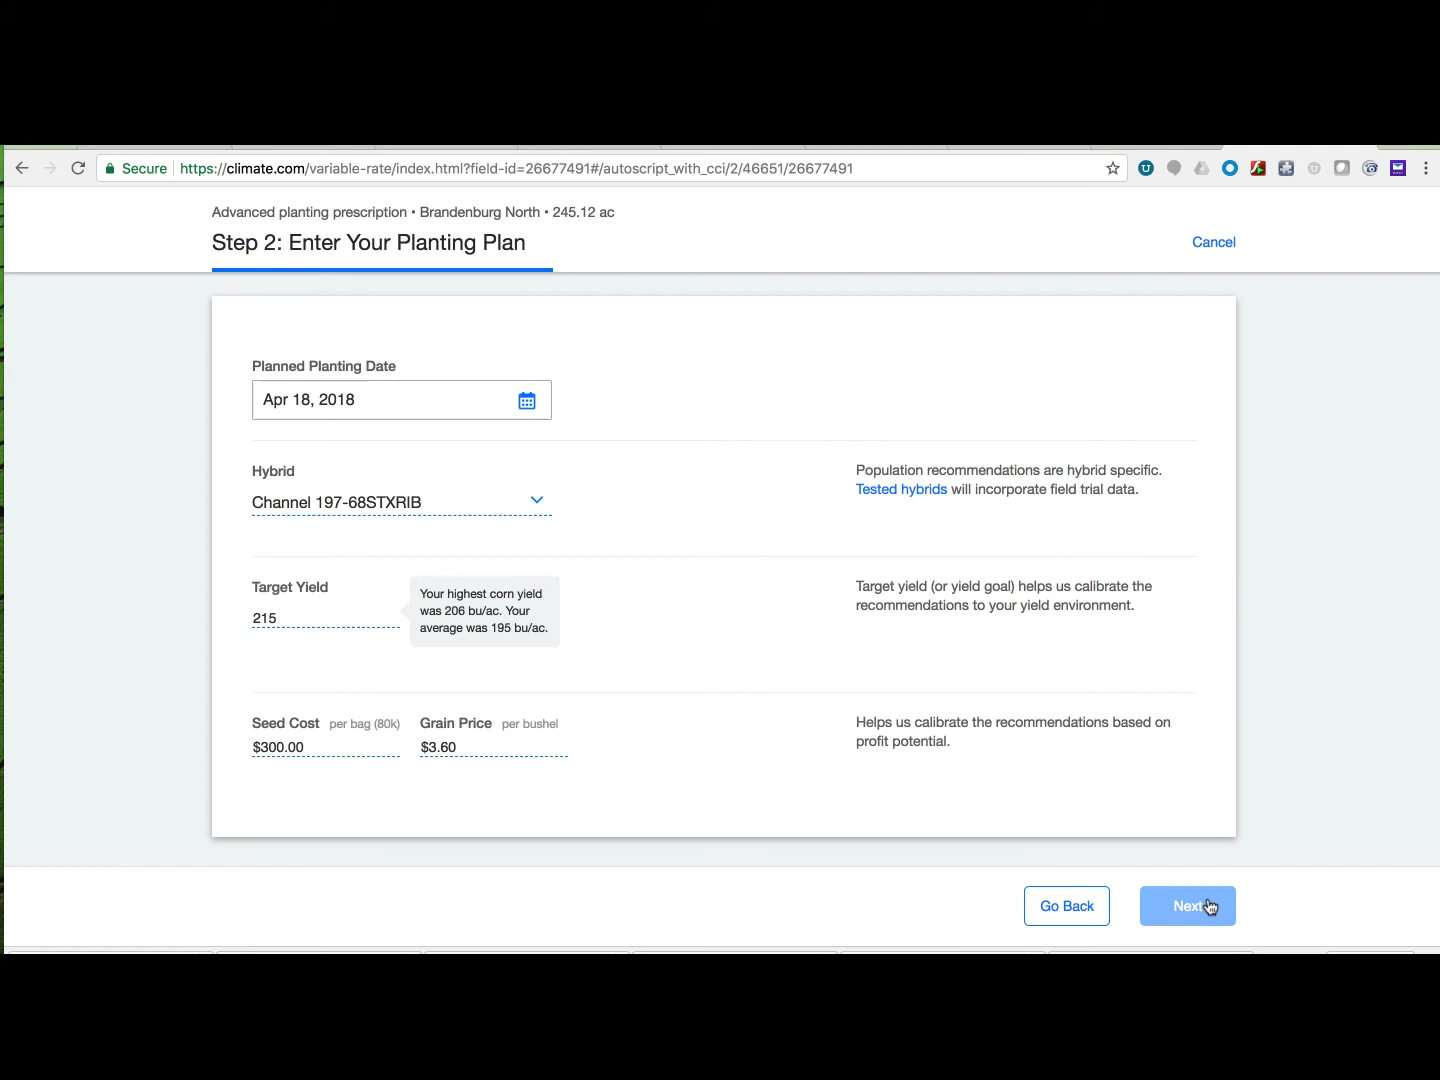 Secure https://climate.com/variable-rate/index.html?field-id=26677491#/autoscript_with_cci/2/46651/26677491
Advanced planting prescription • Brandenburg North • 245.12 ac
Step 2: Enter Your Planting Plan
Cancel
Planned Planting Date
Apr 18, 2018
Hybrid
Channel 197-68STXRIB
Population recommendations are hybrid specific.
Tested hybrids will incorporate field trial data.
Target Yield
215
Your highest corn yield
was 206 bu/ac. Your
average was 195 bu/ac.
Target yield (or yield goal) helps us calibrate the
recommendations to your yield environment.
Seed Cost per bag (80k) Grain Price per bushel
$300.00 $3.60
Helps us calibrate the recommendations based on
profit potential.
Go Back Next